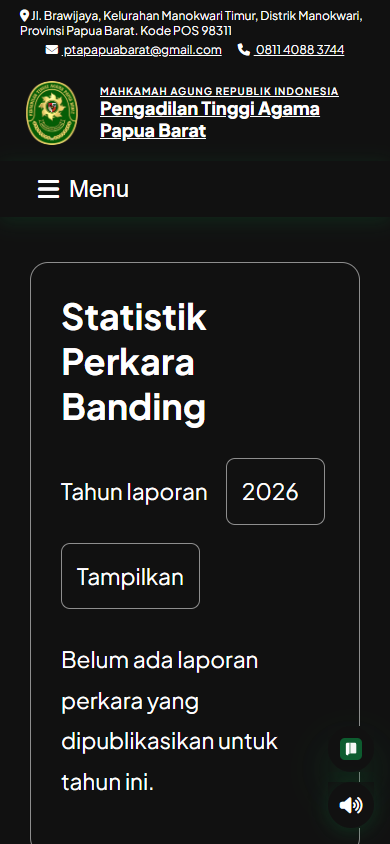 Jl. Brawijaya, Kelurahan Manokwari Timur, Distrik Manokwari,
Provinsi Papua Barat. Kode POS 98311
ptapapuabarat@gmail.com 0811 4088 3744
MAHKAMAH AGUNG REPUBLIK INDONESIA
Pengadilan Tinggi Agama
Papua Barat
Menu
Statistik
Perkara
Banding
Tahun laporan 2026
Tampilkan
Belum ada laporan
perkara yang
dipublikasikan untuk
tahun ini.